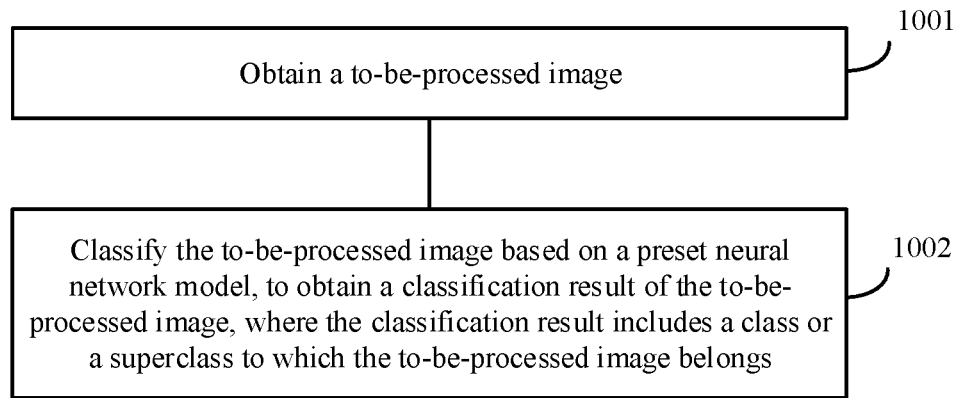 1001
Obtain a to-be-processed image
Classify the to-be-processed image based on a preset neural
network model, to obtain a classification result of the to-be-
processed image, where the classification result includes a class or
a superclass to which the to-be-processed image belongs
1002